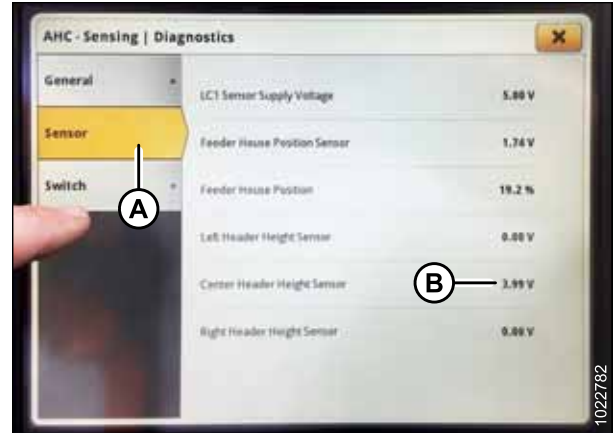 AHC - Sensing | Diagnostics
General
Sensor
Switch
LC1 Sensor Supply Voltage 5.00 V
Feeder House Position Sensor 1.74 V
Feeder House Position 19.2 %
Left Header Height Sensor 0.00 V
Center Header Height Sensor 3.99 V
Right Header Height Sensor 0.00 V
A
B
1022782